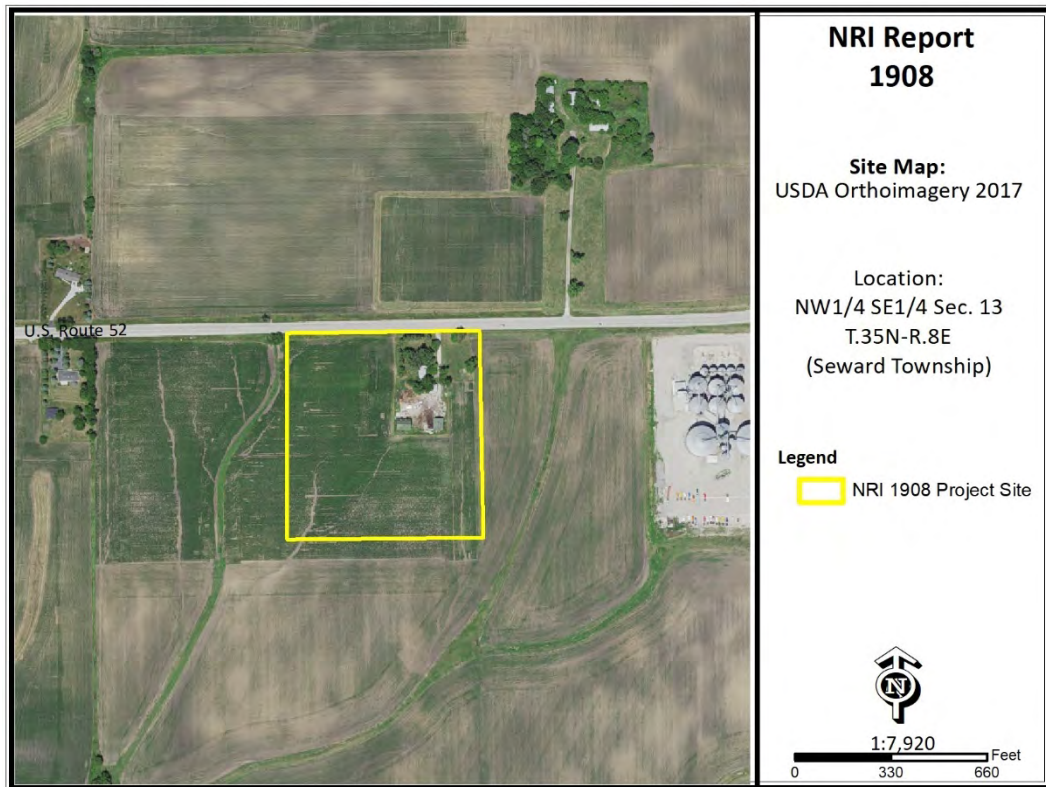 NRI Report
1908
Site Map:
USDA Orthoimagery 2017
U.S. Route 52
Location:
NW1/4 SE1/4 Sec. 13
T.35N-R.8E
(Seward Township)
Legend
NRI 1908 Project Site
N
1:7,920
Feet
0 330 660